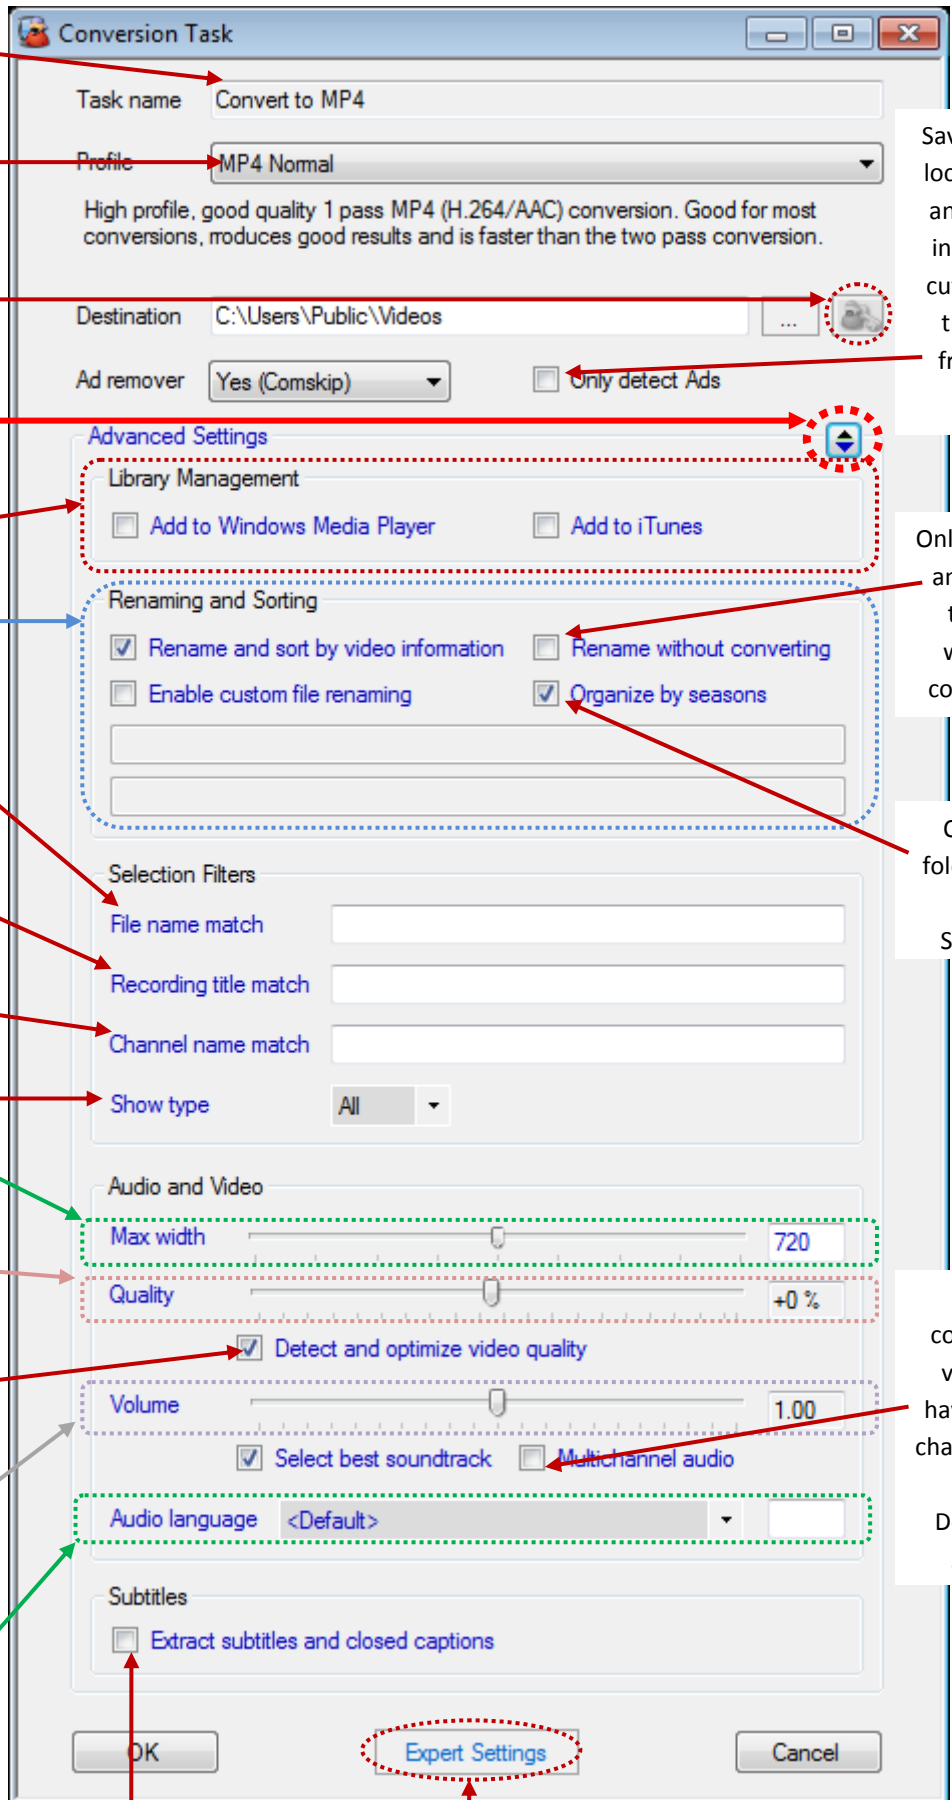 Conversion Task
Task name Convert to MP4
Profile MP4 Normal
High profile, good quality 1 pass MP4 (H.264/AAC) conversion. Good for most
conversions, produces good results and is faster than the two pass conversion.
Destination C:\Users\Public\Videos ...
Ad remover Yes (Comskip) Only detect Ads
Advanced Settings
Library Management
Add to Windows Media Player Add to iTunes
Renaming and Sorting
Rename and sort by video information Rename without converting
Enable custom file renaming Organize by seasons
Selection Filters
File name match
Recording title match
Channel name match
Show type All
Audio and Video
Max width 720
Quality +0 %
Detect and optimize video quality
Volume 1.00
Select best soundtrack Multichannel audio
Audio language <Default>
Subtitles
Extract subtitles and closed captions
OK Expert Settings Cancel